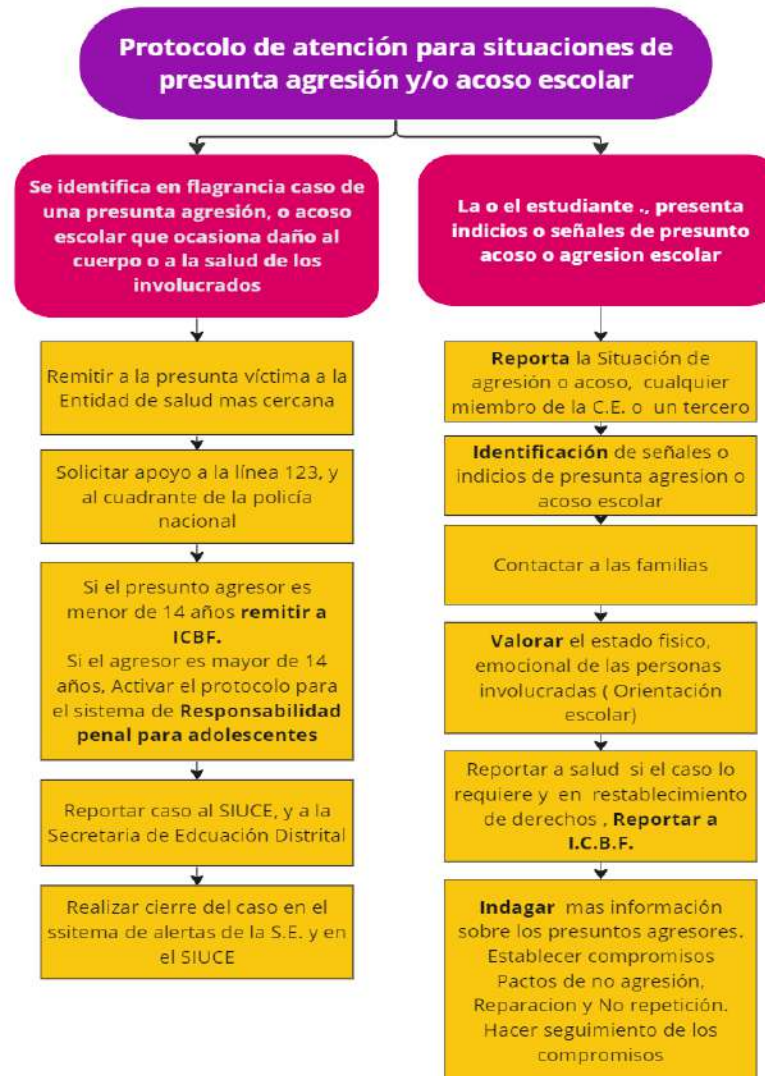 Protocolo de atención para situaciones de
presunta agresión y/o acoso escolar
Se identifica en flagrancia caso de
una presunta agresión, o acoso
escolar que ocasiona daño al
cuerpo o a la salud de los
involucrados
Remitir a la presunta víctima a la
Entidad de salud mas cercana
Solicitar apoyo a la línea 123, y
al cuadrante de la policía
nacional
Si el presunto agresor es
menor de 14 años remitir a
ICBF.
Si el agresor es mayor de 14
años, Activar el protocolo para
el sistema de Responsabilidad
penal para adolescentes
Reportar caso al SIUCE, y a la
Secretaria de Edcuación Distrital
Realizar cierre del caso en el
ssitema de alertas de la S.E. y en
el SIUCE
La o el estudiante ., presenta
indicios o señales de presunto
acoso o agresion escolar
Reporta la Situación de
agresión o acoso, cualquier
miembro de la C.E. o un tercero
Identificación de señales o
indicios de presunta agresion o
acoso escolar
Contactar a las familias
Valorar el estado fisico,
emocional de las personas
involucradas ( Orientación
escolar)
Reportar a salud si el caso lo
requiere y en restablecimiento
de derechos , Reportar a
I.C.B.F.
Indagar mas información
sobre los presuntos agresores.
Establecer compromisos
Pactos de no agresión,
Reparacion y No repetición.
Hacer seguimiento de los
compromisos